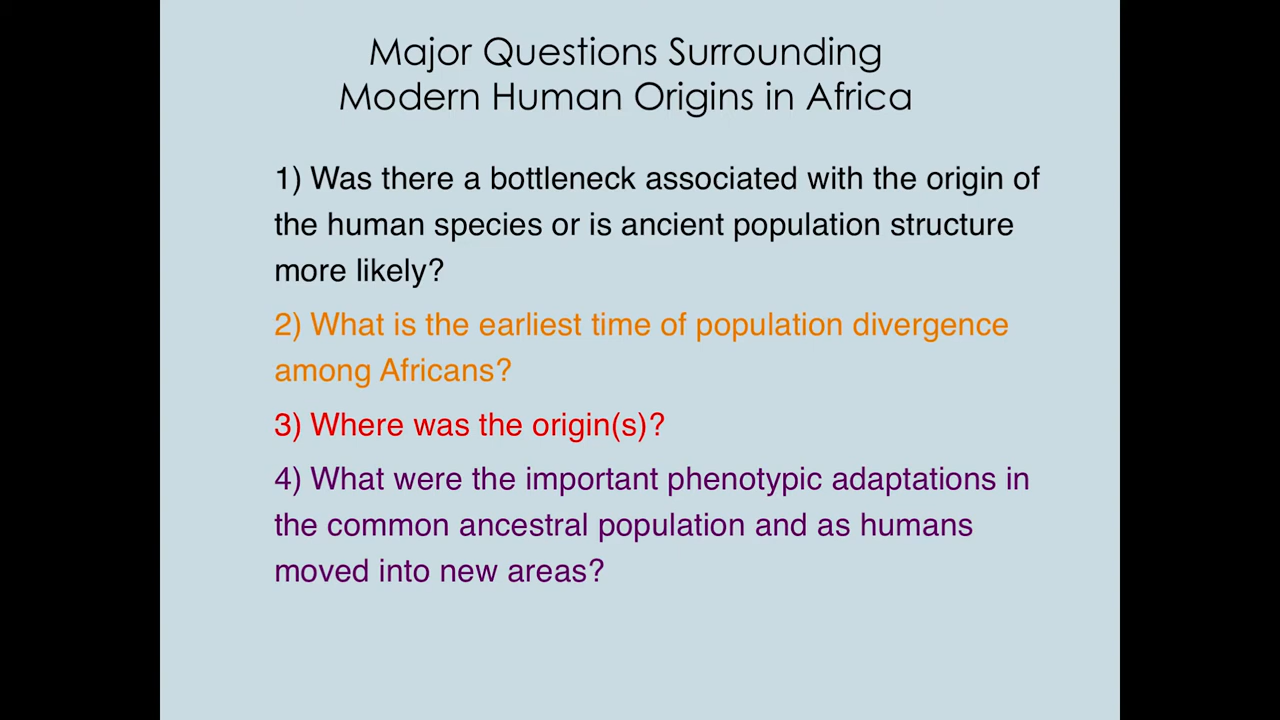 Major Questions Surrounding
Modern Human Origins in Africa
1) Was there a bottleneck associated with the origin of
the human species or is ancient population structure
more likely?
2) What is the earliest time of population divergence
among Africans?
3) Where was the origin(s)?
4) What were the important phenotypic adaptations in
the common ancestral population and as humans
moved into new areas?